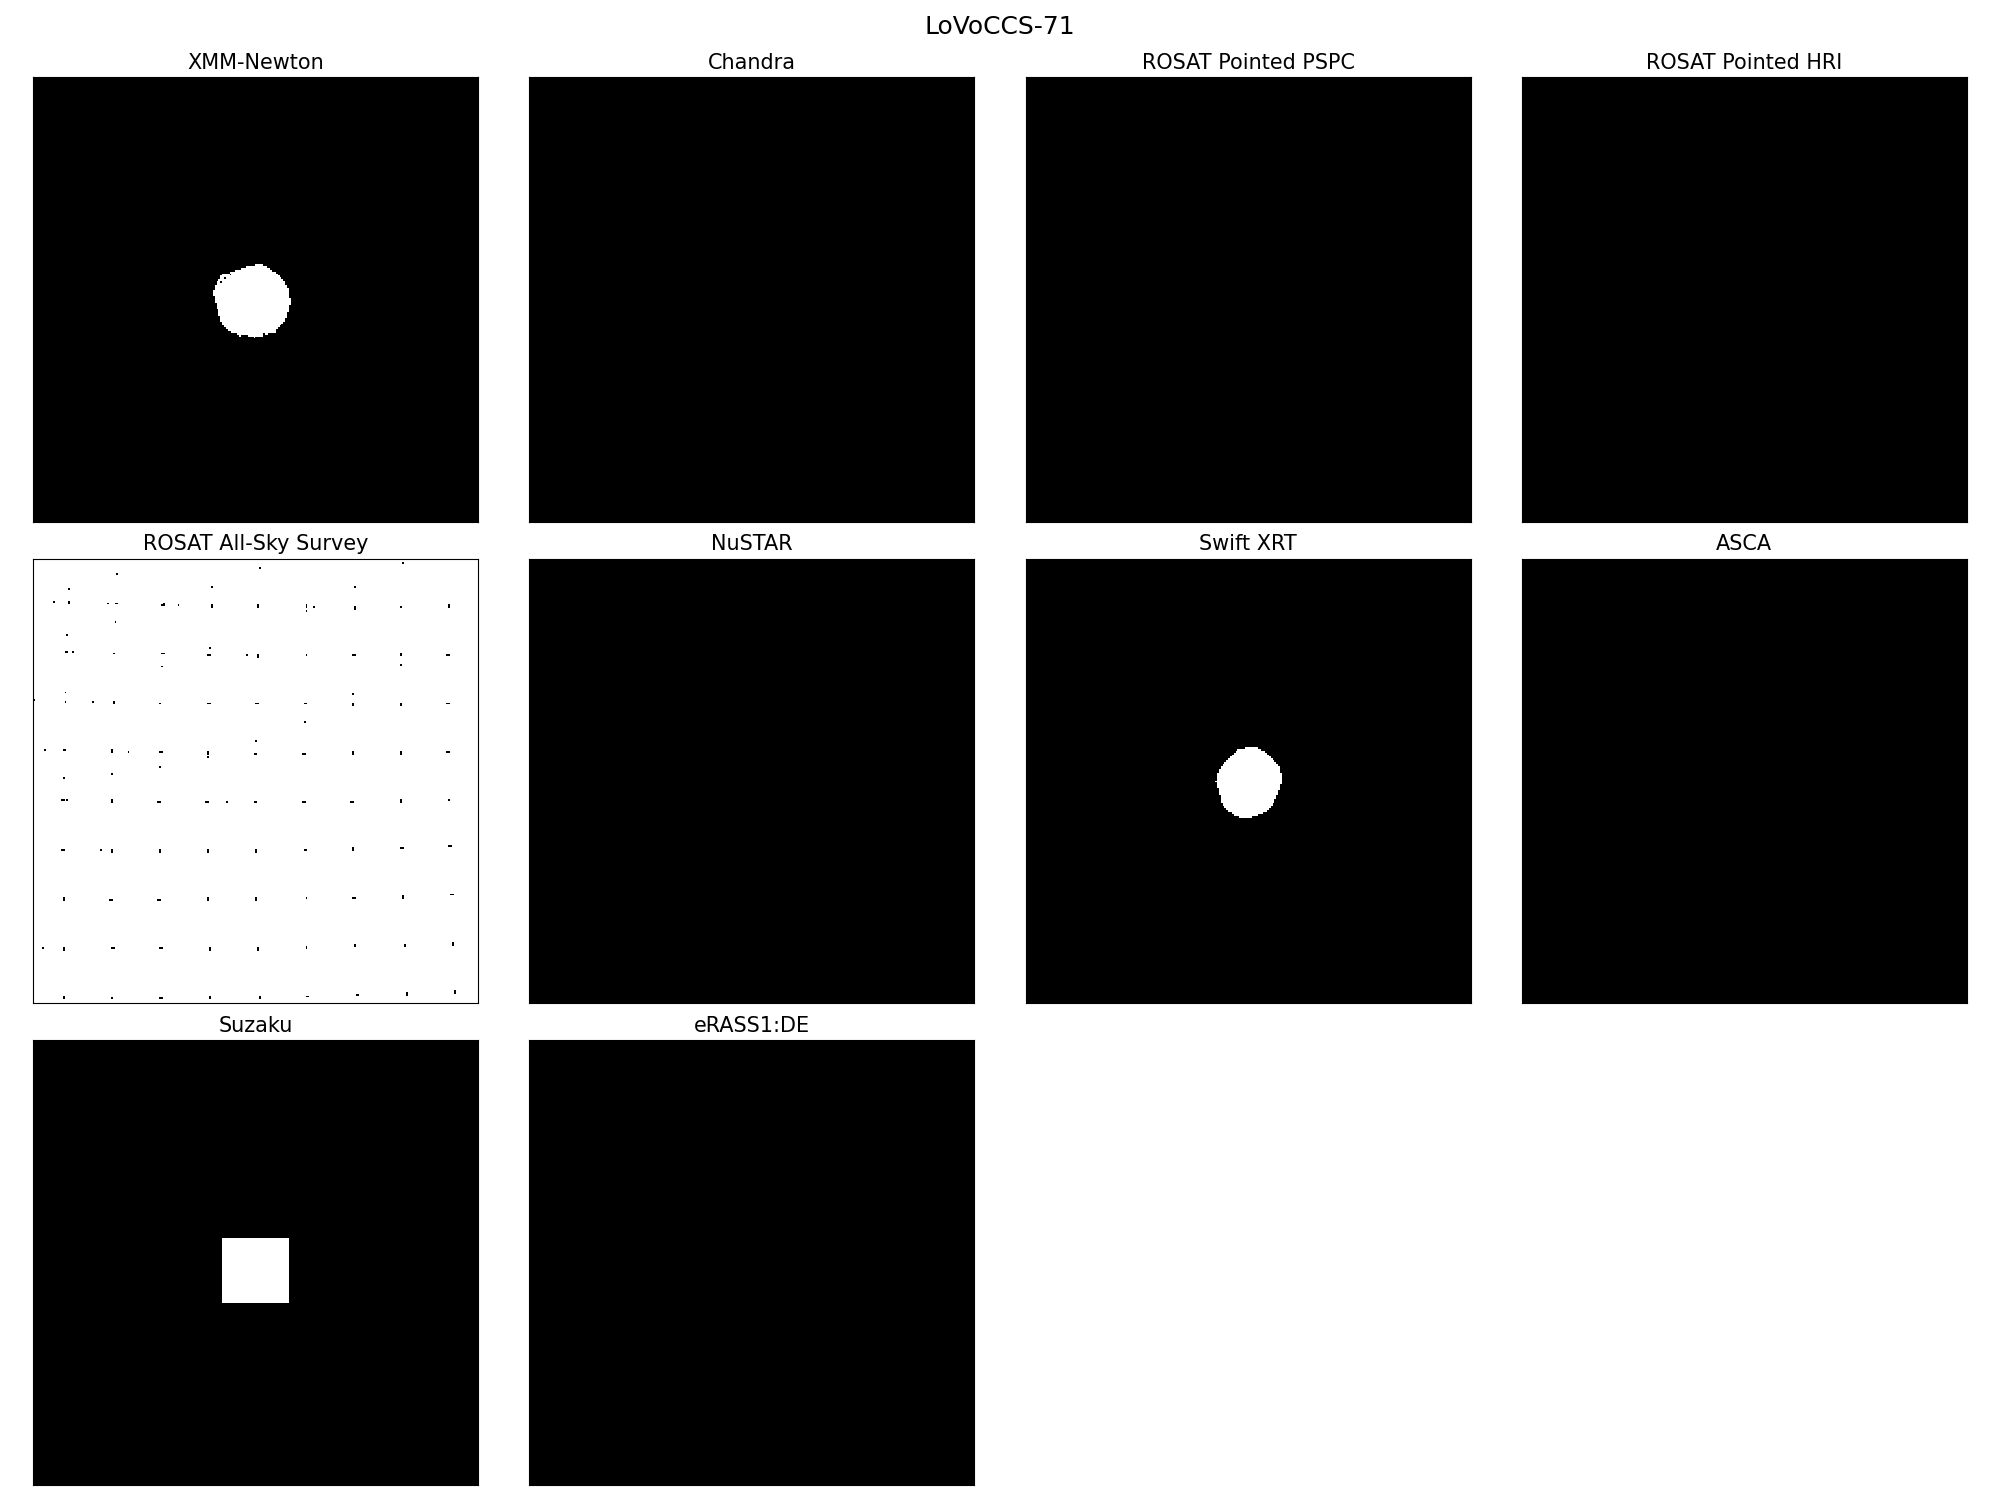 LoVoCCS-71
XMM-Newton
Chandra
ROSAT Pointed PSPC
ROSAT Pointed HRI
ROSAT All-Sky Survey
NuSTAR
Swift XRT
ASCA
Suzaku
eRASS1:DE